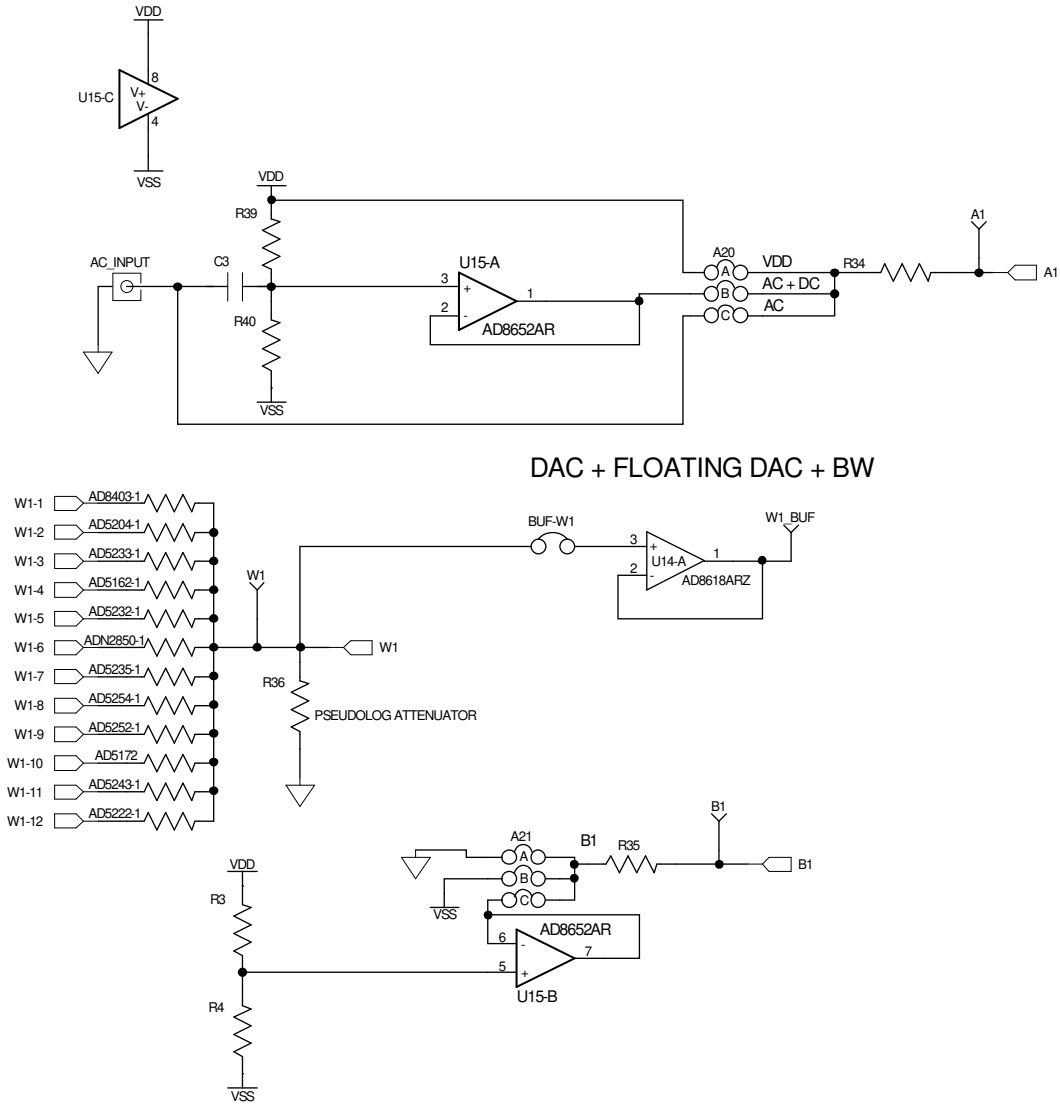 VDD
8
U15-C
V+
V-
4
VSS
VDD
R39
A1
A20
AC_INPUT
C3
U15-A
A
VDD
R34
A1
3
+
1
B
AC + DC
2
-
C
AC
AD8652AR
R40
VSS
DAC + FLOATING DAC + BW
W1-1
AD8403-1
W1-2
AD5204-1
W1-3
AD5233-1
W1-4
AD5162-1
W1-5
AD5232-1
W1-6
ADN2850-1
W1-7
AD5235-1
W1-8
AD5254-1
W1-9
AD5252-1
W1-10
AD5172
W1-11
AD5243-1
W1-12
AD5222-1
W1
W1
BUF-W1
3
+
U14-A
1
2
-
AD8618ARZ
W1_BUF
R36
PSEUDOLOG ATTENUATOR
B1
A21
B1
R35
A
B1
B
VSS
C
AD8652AR
6
-
7
5
+
U15-B
VDD
R3
R4
VSS